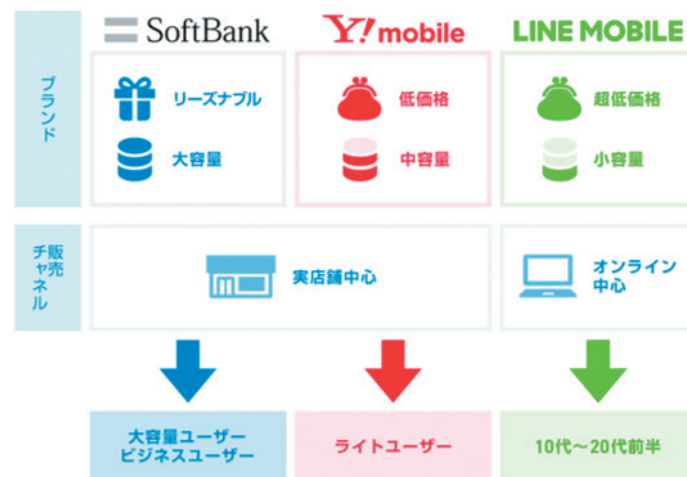 SoftBank
Y!mobile
LINE MOBILE
ブランド
リーズナブル
低価格
超低価格
大容量
中容量
小容量
販売
チャネル
実店舗中心
オンライン
中心
大容量ユーザー
ビジネスユーザー
ライトユーザー
10代〜20代前半